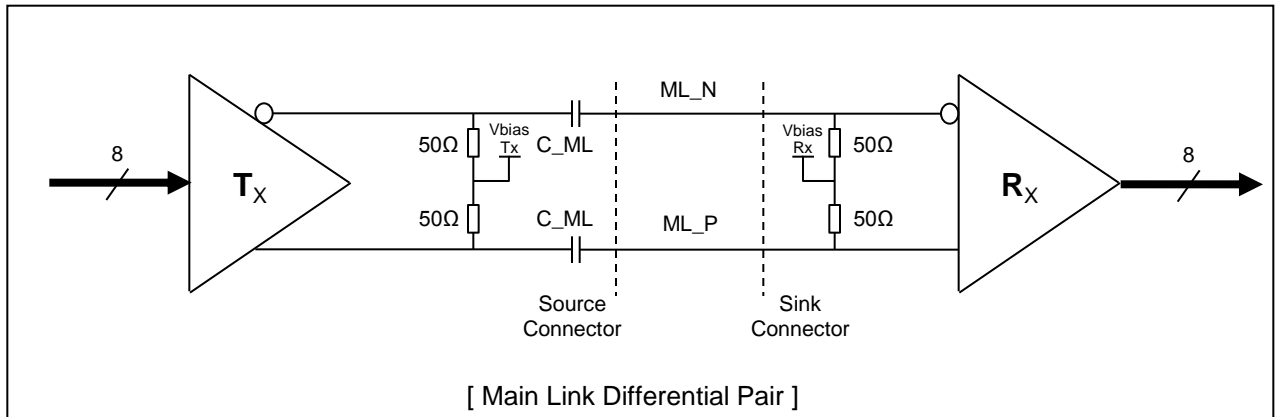 ML_N
8
Vbias
Tx
C_ML
50Ω
Vbias
Rx
50Ω
8
TX
RX
50Ω
C_ML
ML_P
50Ω
Source
Connector
Sink
Connector
[ Main Link Differential Pair ]